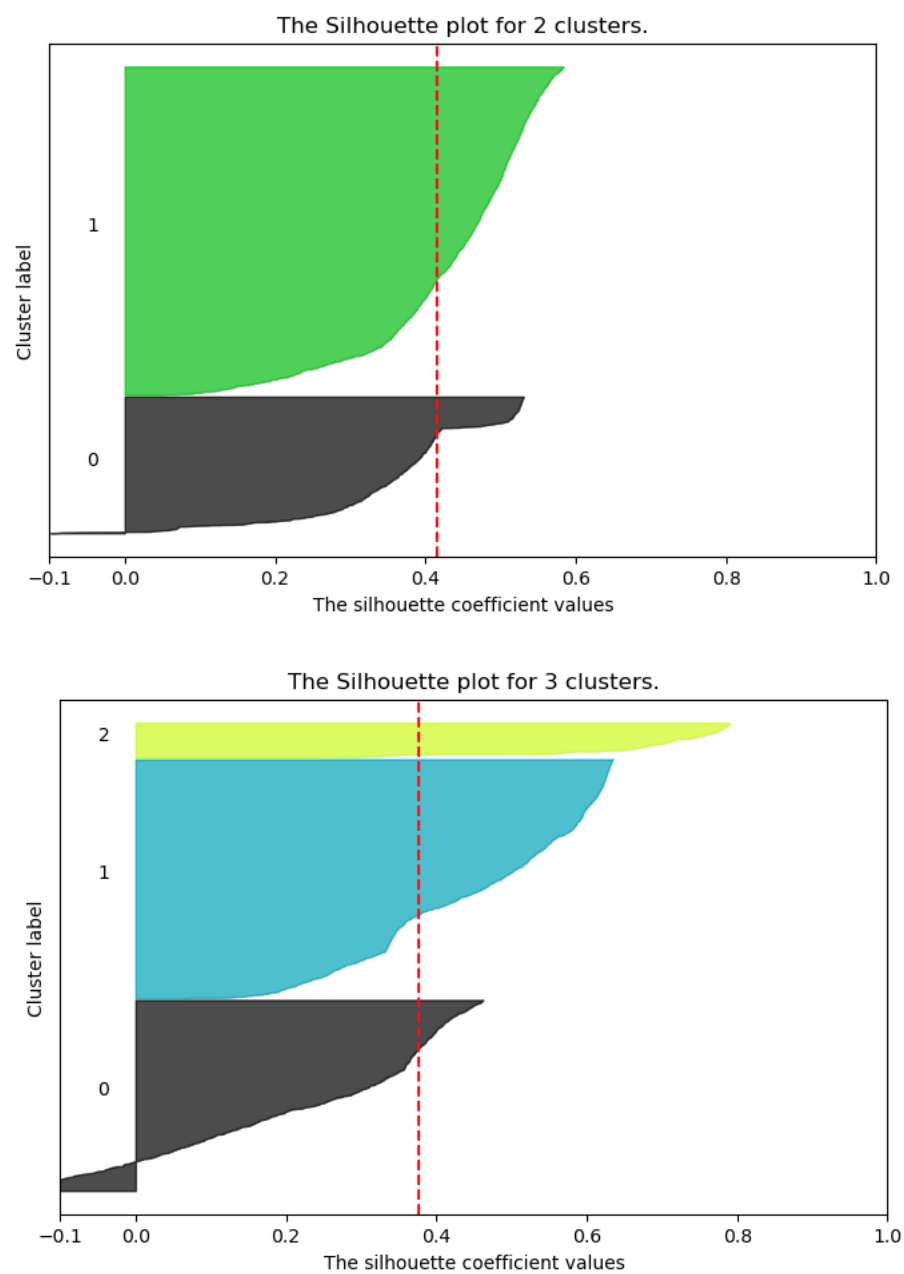 The Silhouette plot for 2 clusters.
Cluster label
1
0
−0.1 0.0 0.2 0.4 0.6 0.8 1.0
The silhouette coefficient values
The Silhouette plot for 3 clusters.
Cluster label
2
1
0
−0.1 0.0 0.2 0.4 0.6 0.8 1.0
The silhouette coefficient values